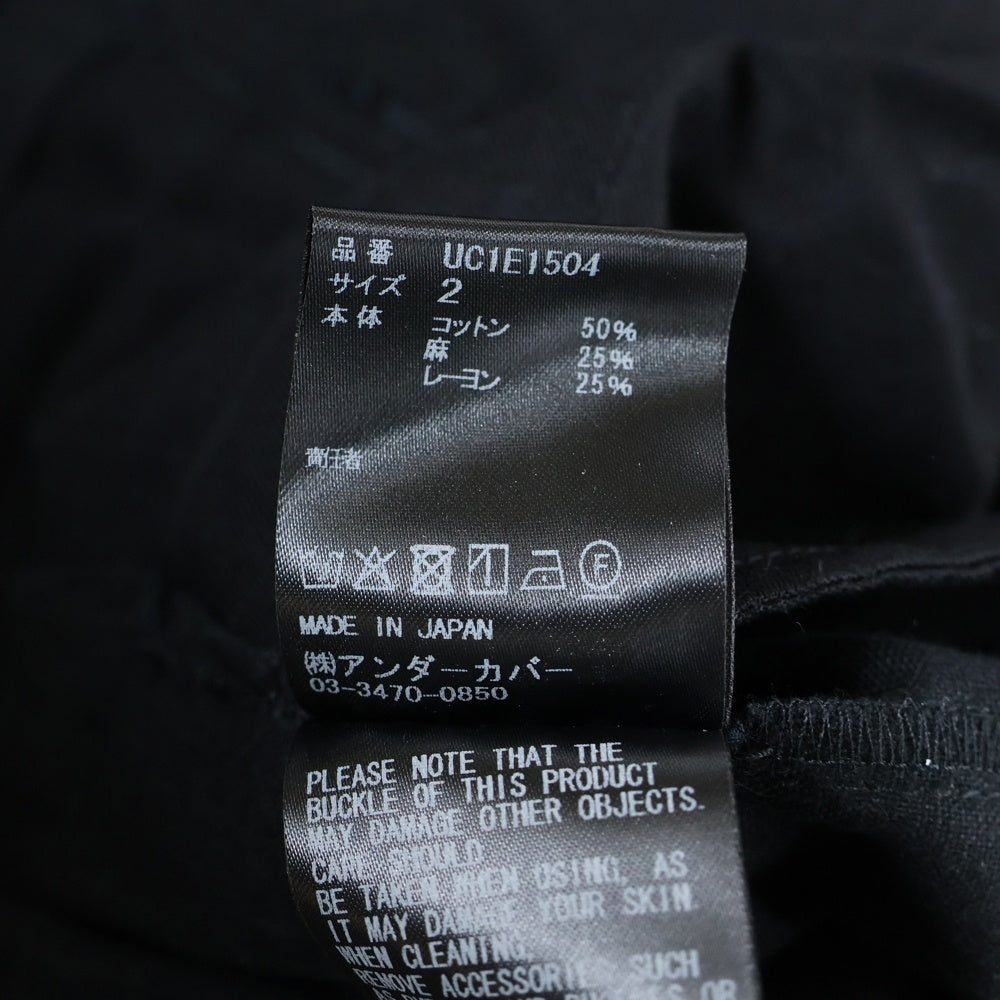 品番 UC1E1504
サイズ 2
本体 コットン 50%
麻 25%
レーヨン 25%
責任者
MADE IN JAPAN
㈱アンダーカバー
03-3470-0850
PLEASE NOTE THAT THE
BUCKLE OF THIS PRODUCT
MAY DAMAGE OTHER OBJECTS.
CARE SHOULD
BE TAKEN WHEN USING, AS
IT MAY DAMAGE YOUR SKIN.
WHEN CLEANING,
REMOVE ACCESSORIES SUCH
OR